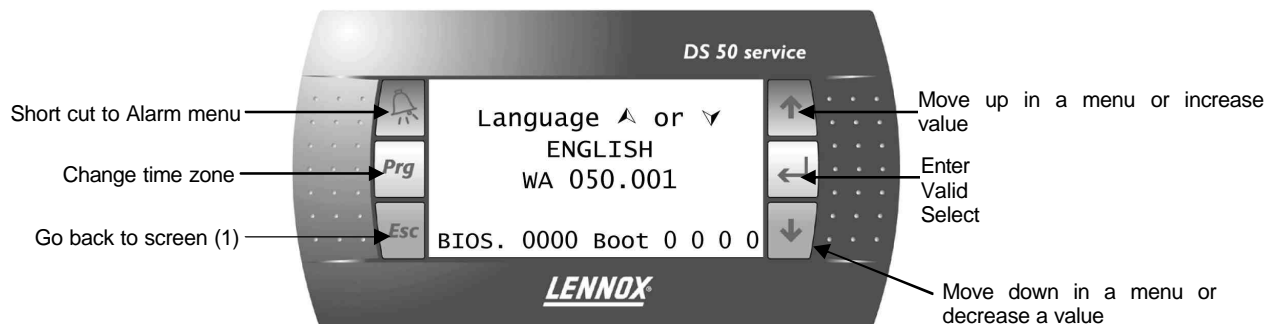 DS 50 service
Short cut to Alarm menu
Change time zone
Go back to screen (1)
Prg
Esc
Language ⮝ or ⮟
ENGLISH
WA 050.001
BIOS. 0000 Boot 0 0 0 0
LENNOX
Move up in a menu or increase
value
Enter
Valid
Select
Move down in a menu or
decrease a value